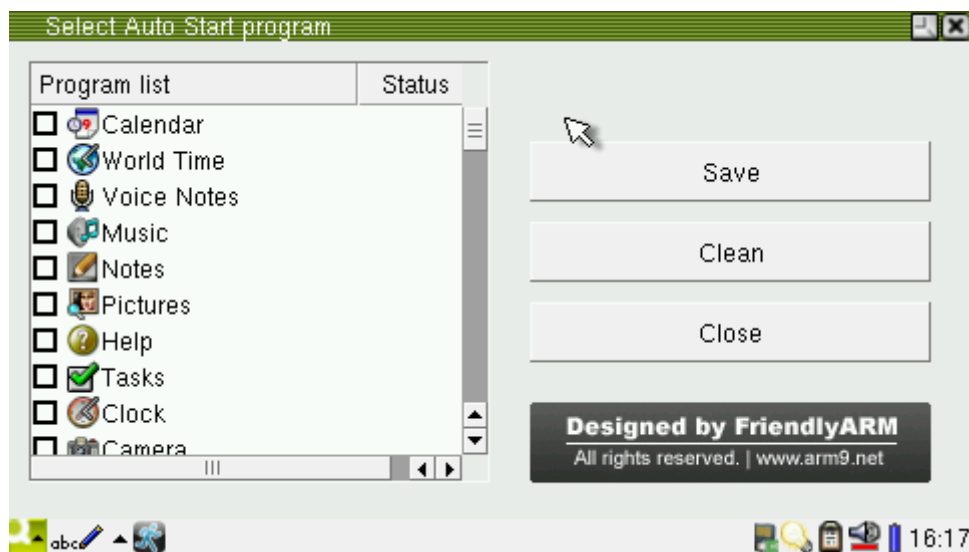 Select Auto Start program
Program list Status
Calendar
World Time
Voice Notes
Music
Notes
Pictures
Help
Tasks
Clock
Camera
Save
Clean
Close
Designed by FriendlyARM
All rights reserved. | www.arm9.net
abc 16:17